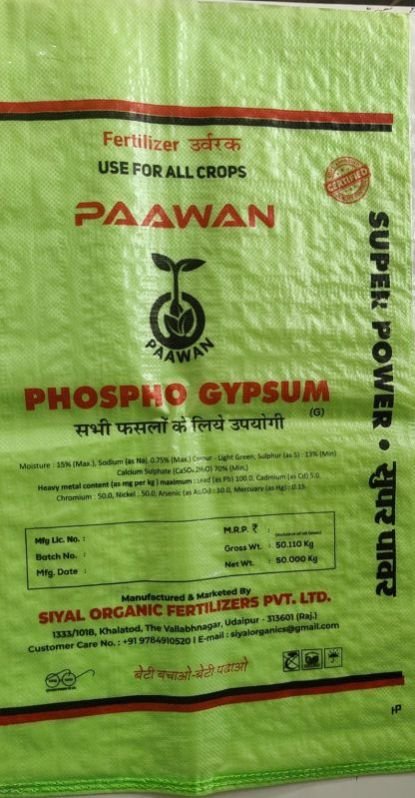 Fertilizer उर्वरक
USE FOR ALL CROPS
CERTIFIED
PAAWAN
PAAWAN
PHOSPHO GYPSUM
(G)
सभी फसलों के लिये उपयोगी
Moisture : 15% (Max.), Sodium (as Na) 0.75% (Max.) Colour - Light Green, Sulphur (as S) : 13% (Min)
Calcium Sulphate (CaSO₄.2H₂O) 70% (Min.)
Heavy metal content (as mg per kg) maximum : Lead (as Pb) 100.0, Cadmium (as Cd) 5.0,
Chromium : 50.0, Nickel : 50.0, Arsenic (as As₂O₃) : 10.0, Mercury (as Hg) : 0.15.
Mfg Lic. No. :
Batch No. :
Mfg. Date :
M.R.P. ₹ :
Gross Wt. : 50.110 Kg
Net Wt. : 50.000 Kg
Manufactured & Marketed By
SIYAL ORGANIC FERTILIZERS PVT. LTD.
1333/1018, Khalatod, The Vallabhnagar, Udaipur - 313601 (Raj.)
Customer Care No. : +91 9784910520 | E-mail : siyalorganics@gmail.com
बेटी बचाओ-बेटी पढाओ
SUPER POWER • सुपर पावर
HP